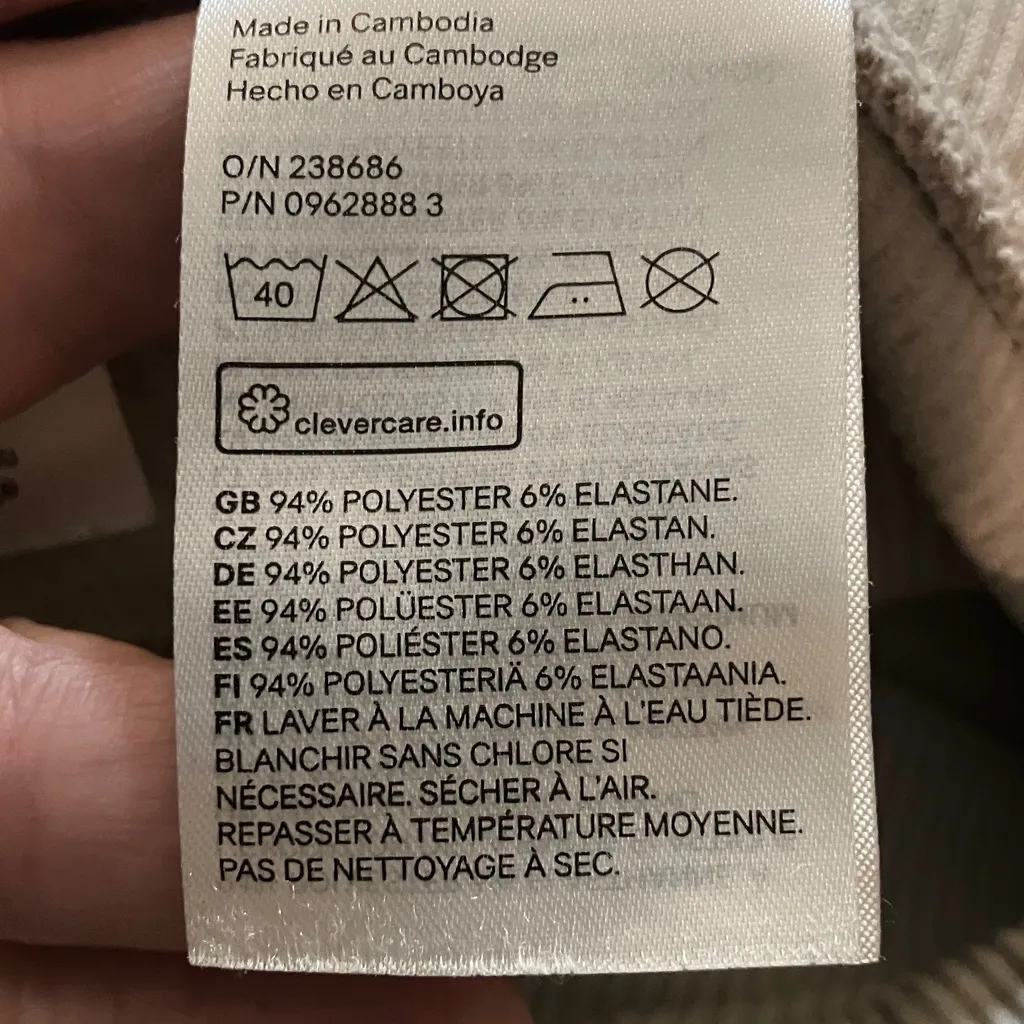 Made in Cambodia
Fabriqué au Cambodge
Hecho en Camboya
O/N 238686
P/N 0962888 3
40
clevercare.info
GB 94% POLYESTER 6% ELASTANE.
CZ 94% POLYESTER 6% ELASTAN.
DE 94% POLYESTER 6% ELASTHAN.
EE 94% POLÜESTER 6% ELASTAAN.
ES 94% POLIÉSTER 6% ELASTANO.
FI 94% POLYESTERIÄ 6% ELASTAANIA.
FR LAVER À LA MACHINE À L'EAU TIÈDE.
BLANCHIR SANS CHLORE SI
NÉCESSAIRE. SÉCHER À L'AIR.
REPASSER À TEMPÉRATURE MOYENNE.
PAS DE NETTOYAGE À SEC.